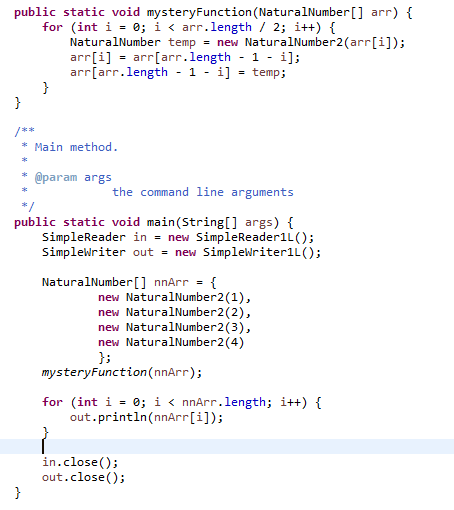 public static void mysteryFunction(NaturalNumber[] arr) {
    for (int i = 0; i < arr.length / 2; i++) {
        NaturalNumber temp = new NaturalNumber2(arr[i]);
        arr[i] = arr[arr.length - 1 - i];
        arr[arr.length - 1 - i] = temp;
    }
}
/**
 * Main method.
 *
 * @param args
 *            the command line arguments
 */
public static void main(String[] args) {
    SimpleReader in = new SimpleReader1L();
    SimpleWriter out = new SimpleWriter1L();
    NaturalNumber[] nnArr = {
            new NaturalNumber2(1),
            new NaturalNumber2(2),
            new NaturalNumber2(3),
            new NaturalNumber2(4)
            };
    mysteryFunction(nnArr);
    for (int i = 0; i < nnArr.length; i++) {
        out.println(nnArr[i]);
    }
    in.close();
    out.close();
}